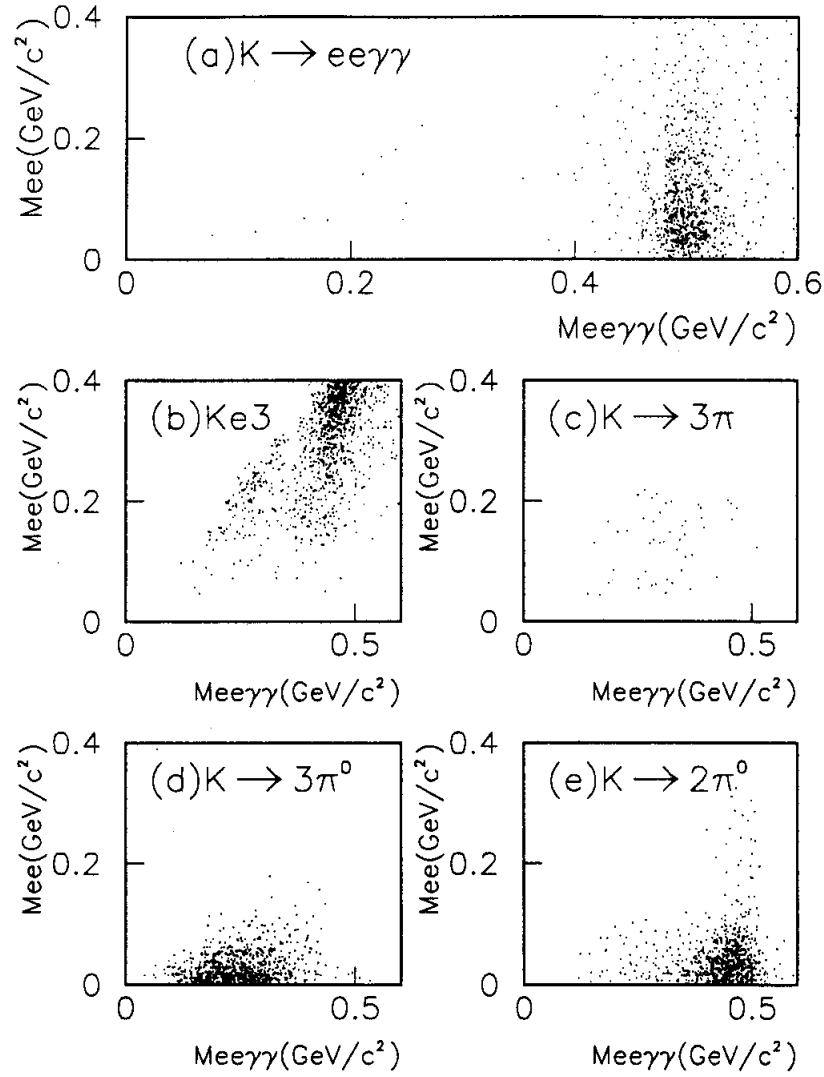 0.4
(a)K → eeγγ
Mee(GeV/c²)
0.2
0
0 0.2 0.4 0.6
Meeγγ(GeV/c²)
0.4 0.4
(b)Ke3 (c)K → 3π
Mee(GeV/c²) Mee(GeV/c²)
0.2 0.2
0 0
0 0.5 0 0.5
Meeγγ(GeV/c²) Meeγγ(GeV/c²)
0.4 0.4
(d)K → 3π⁰ (e)K → 2π⁰
Mee(GeV/c²) Mee(GeV/c²)
0.2 0.2
0 0
0 0.5 0 0.5
Meeγγ(GeV/c²) Meeγγ(GeV/c²)